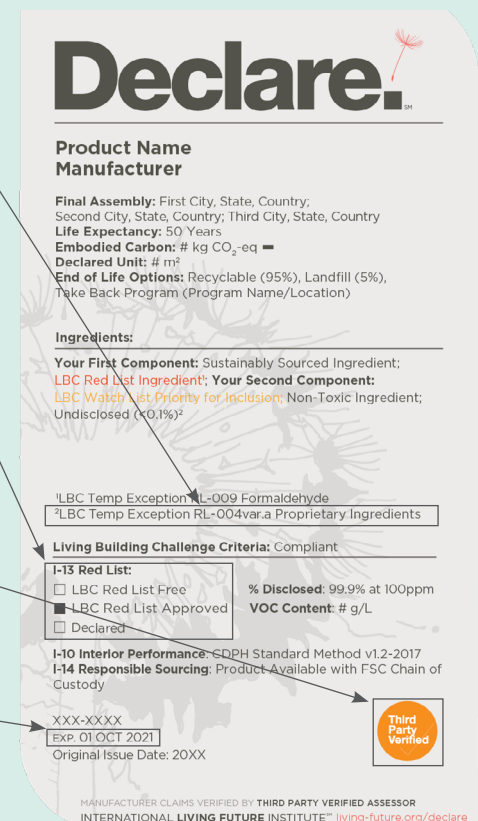 Declare. SM
Product Name
Manufacturer
Final Assembly: First City, State, Country;
Second City, State, Country; Third City, State, Country
Life Expectancy: 50 Years
Embodied Carbon: # kg CO₂-eq
Declared Unit: # m²
End of Life Options: Recyclable (95%), Landfill (5%),
Take Back Program (Program Name/Location)
Ingredients:
Your First Component: Sustainably Sourced Ingredient;
LBC Red List Ingredient¹; Your Second Component:
LBC Watch List Priority for Inclusion; Non-Toxic Ingredient;
Undisclosed (<0.1%)²
¹LBC Temp Exception RL-009 Formaldehyde
²LBC Temp Exception RL-004var.a Proprietary Ingredients
Living Building Challenge Criteria: Compliant
I-13 Red List:
☐ LBC Red List Free
■ LBC Red List Approved
☐ Declared
% Disclosed: 99.9% at 100ppm
VOC Content: # g/L
I-10 Interior Performance: CDPH Standard Method v1.2-2017
I-14 Responsible Sourcing: Product Available with FSC Chain of
Custody
XXX-XXXX
EXP. 01 OCT 2021
Original Issue Date: 20XX
Third
Party
Verified
MANUFACTURER CLAIMS VERIFIED BY THIRD PARTY VERIFIED ASSESSOR
INTERNATIONAL LIVING FUTURE INSTITUTE℠ living-future.org/declare